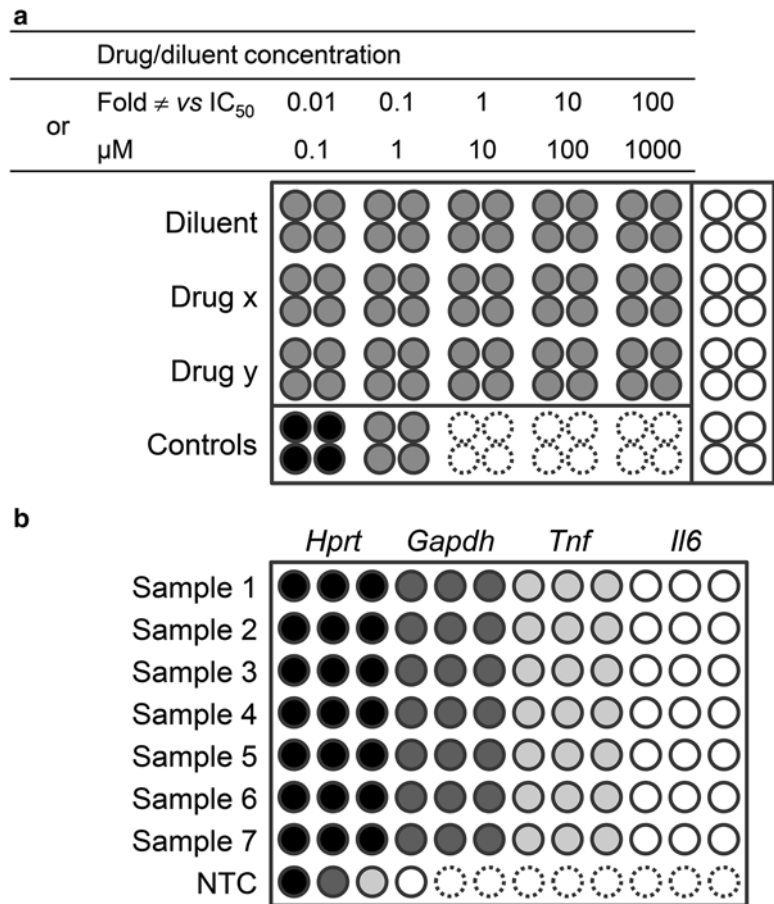 a
Drug/diluent concentration
or
Fold ≠ vs IC₅₀ 0.01 0.1 1 10 100
µM 0.1 1 10 100 1000
Diluent
Drug x
Drug y
Controls
b
Hprt Gapdh Tnf Il6
Sample 1
Sample 2
Sample 3
Sample 4
Sample 5
Sample 6
Sample 7
NTC